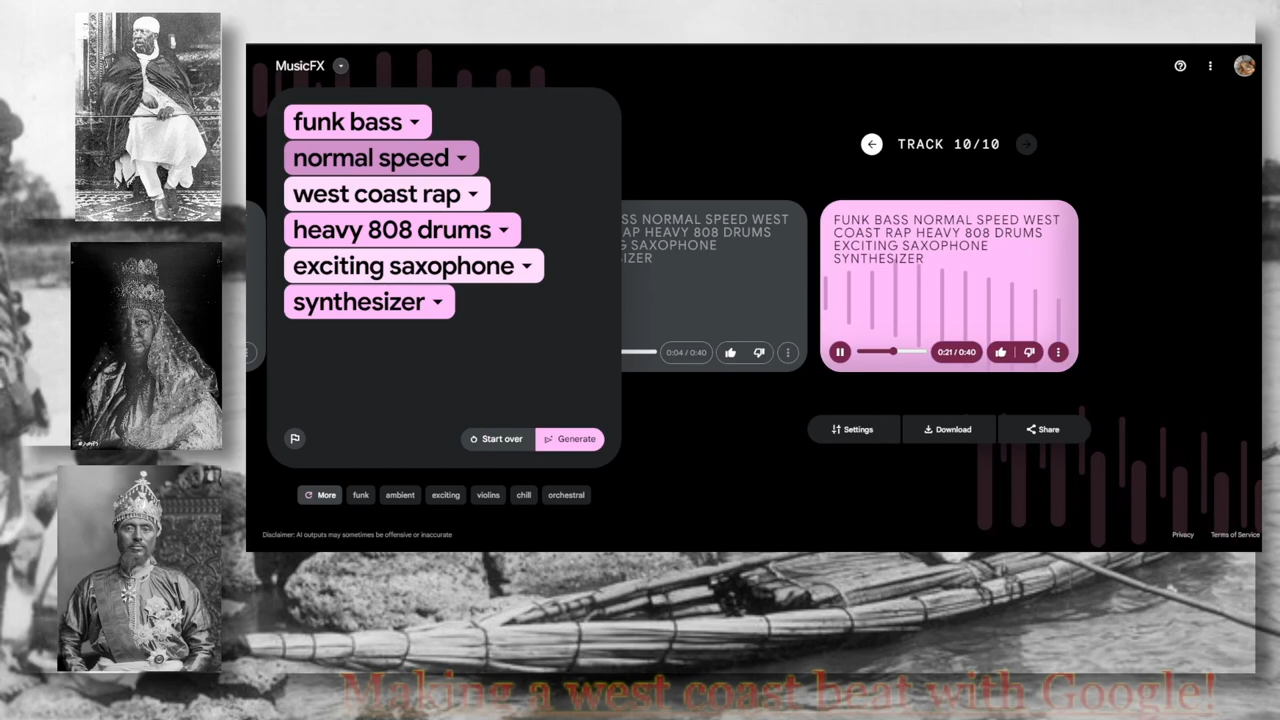 MusicFX
funk bass
normal speed
west coast rap
heavy 808 drums
exciting saxophone
synthesizer
Start over
Generate
More
funk
ambient
exciting
violins
chill
orchestral
Disclaimer: AI outputs may sometimes be offensive or inaccurate
TRACK 10/10
SS NORMAL SPEED WEST
AP HEAVY 808 DRUMS
G SAXOPHONE
SIZER
0:04 / 0:40
FUNK BASS NORMAL SPEED WEST
COAST RAP HEAVY 808 DRUMS
EXCITING SAXOPHONE
SYNTHESIZER
0:21 / 0:40
Settings
Download
Share
Privacy
Terms of Service
Making a west coast beat with Google!